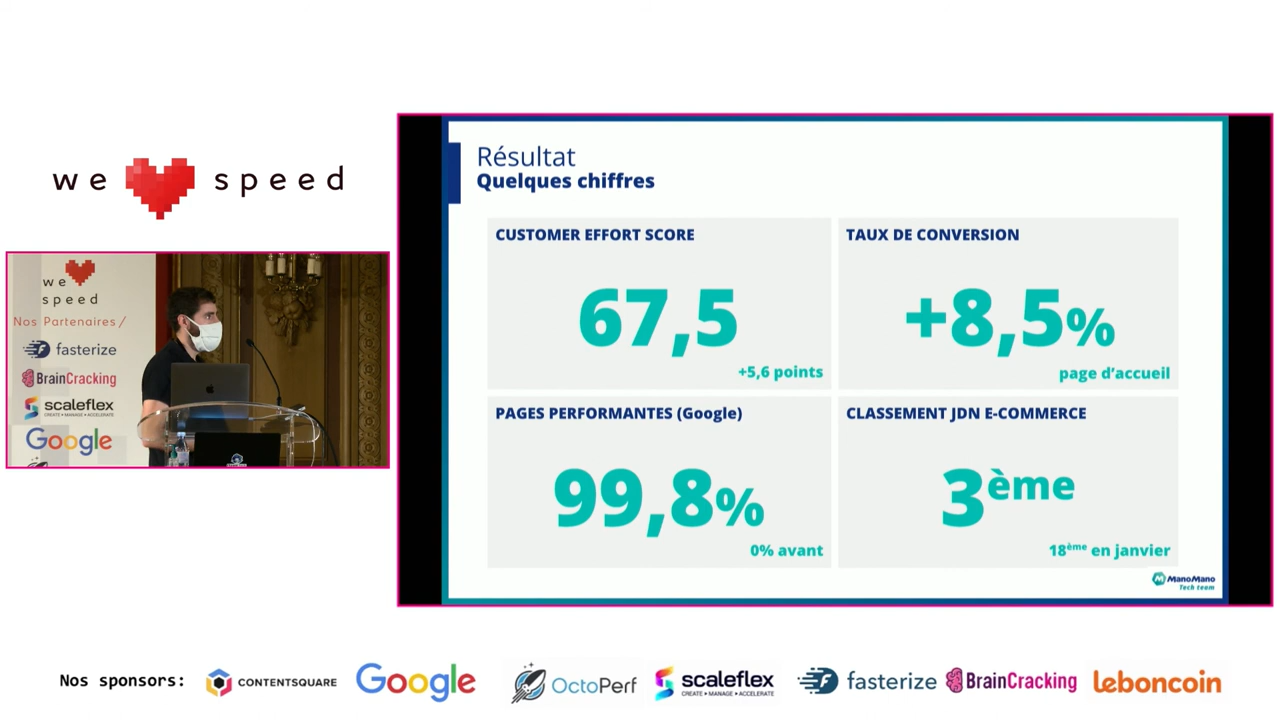 we speed
we
speed
Nos Partenaires/
fasterize
BrainCracking
scaleflex
CREATE • MANAGE • ACCELERATE
Google
Résultat
Quelques chiffres
CUSTOMER EFFORT SCORE
67,5
+5,6 points
TAUX DE CONVERSION
+8,5%
page d’accueil
PAGES PERFORMANTES (Google)
99,8%
0% avant
CLASSEMENT JDN E-COMMERCE
3ème
18ème en janvier
ManoMano
Tech team
Nos sponsors: CONTENTSQUARE Google OctoPerf scaleflex fasterize BrainCracking leboncoin
CREATE • MANAGE • ACCELERATE